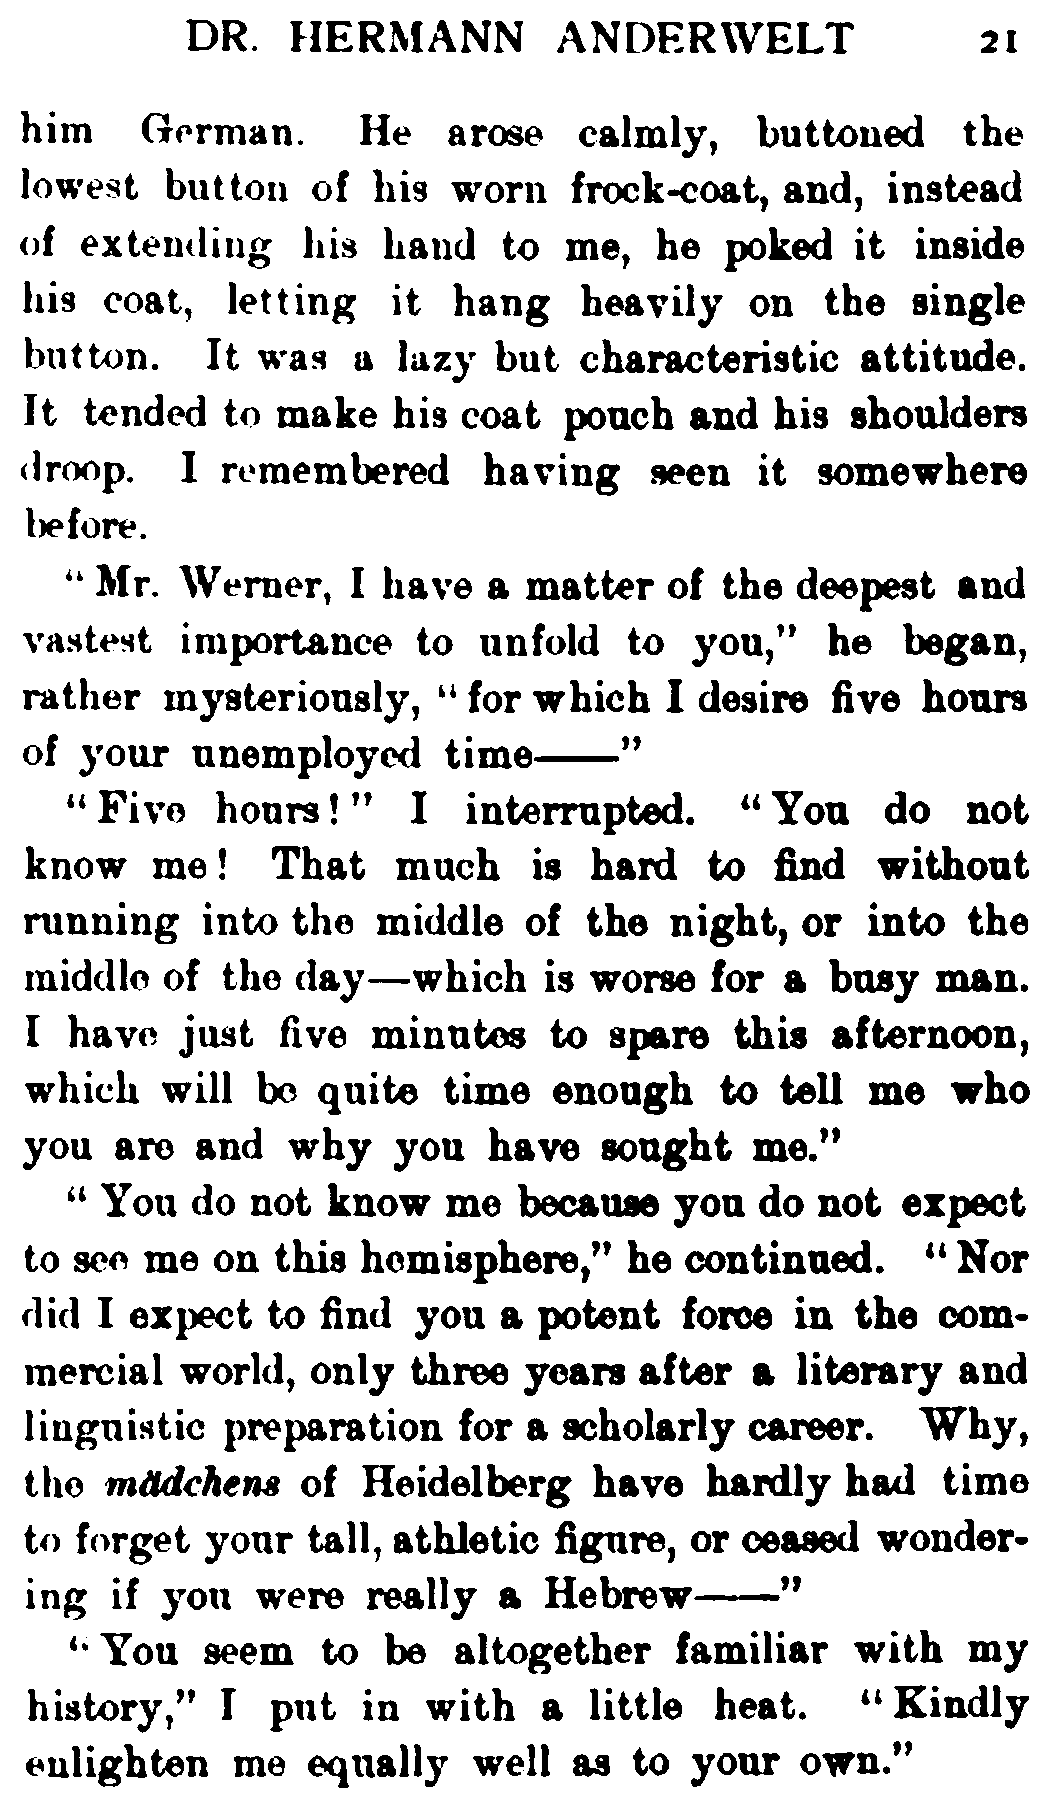 DR. HERMANN ANDERWELT 21
him German. He arose calmly, buttoned the
lowest button of his worn frock-coat, and, instead
of extending his hand to me, he poked it inside
his coat, letting it hang heavily on the single
button. It was a lazy but characteristic attitude.
It tended to make his coat pouch and his shoulders
droop. I remembered having seen it somewhere
before.
"Mr. Werner, I have a matter of the deepest and
vastest importance to unfold to you," he began,
rather mysteriously, "for which I desire five hours
of your unemployed time——"
"Five hours!" I interrupted. "You do not
know me! That much is hard to find without
running into the middle of the night, or into the
middle of the day—which is worse for a busy man.
I have just five minutes to spare this afternoon,
which will be quite time enough to tell me who
you are and why you have sought me."
"You do not know me because you do not expect
to see me on this hemisphere," he continued. "Nor
did I expect to find you a potent force in the com-
mercial world, only three years after a literary and
linguistic preparation for a scholarly career. Why,
the mädchens of Heidelberg have hardly had time
to forget your tall, athletic figure, or ceased wonder-
ing if you were really a Hebrew——"
"You seem to be altogether familiar with my
history," I put in with a little heat. "Kindly
enlighten me equally well as to your own."